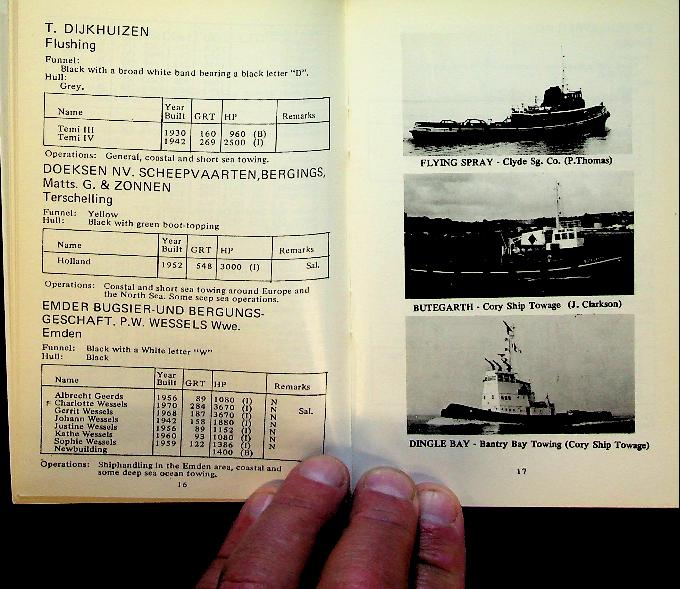 T. DIJKHUIZEN
Flushing
Funnel:
Black with a broad white band bearing a black letter "D".
Hull:
Grey.
Name Year Built GRT HP Remarks
Temi III 1930 160 960 (B)
Temi IV 1942 269 2500 (I)
Operations: General, coastal and short sea towing.
DOEKSEN NV. SCHEEPVAARTEN,BERGINGS,
Matts. G. & ZONNEN
Terschelling
Funnel: Yellow
Hull: Black with green boot-topping
Name Year Built GRT HP Remarks
Holland 1952 548 3000 (I) Sal.
Operations: Coastal and short sea towing around Europe and
the North Sea. Some seep sea operations.
EMDER BUGSIER-UND BERGUNGS-
GESCHAFT. P.W. WESSELS Wwe.
Emden
Funnel: Black with a White letter "W"
Hull: Black
Name Year Built GRT HP Remarks
Albrecht Geerds 1956 89 1080 (I) N
Charlotte Wessels 1970 284 3670 (I) N Sal.
Gerrit Wessels 1968 187 3670 (I) N
Johann Wessels 1942 158 1880 (I) N
Justine Wessels 1956 89 1152 (I) N
Kathe Wessels 1960 93 1080 (I) N
Sophie Wessels 1959 122 1386 (I) N
Newbuilding 1400 (B)
Operations: Shiphandling in the Emden area, coastal and
some deep sea ocean towing.
16
FLYING SPRAY - Clyde Sg. Co. (P.Thomas)
BUTEGARTH - Cory Ship Towage (J. Clarkson)
DINGLE BAY - Bantry Bay Towing (Cory Ship Towage)
17